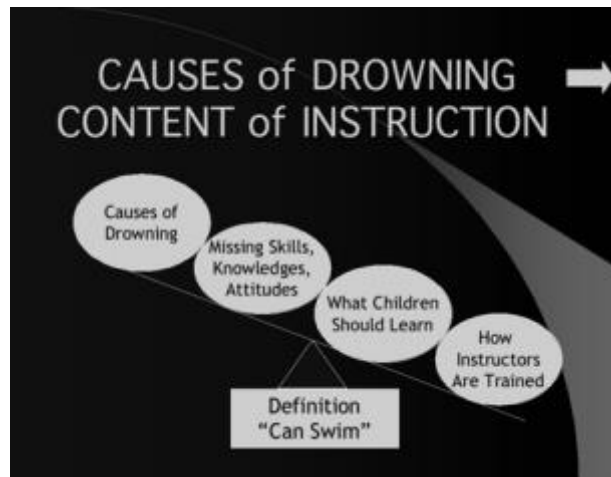 CAUSES of DROWNING
CONTENT of INSTRUCTION
Causes of
Drowning
Missing Skills,
Knowledges,
Attitudes
What Children
Should Learn
How
Instructors
Are Trained
Definition
“Can Swim”